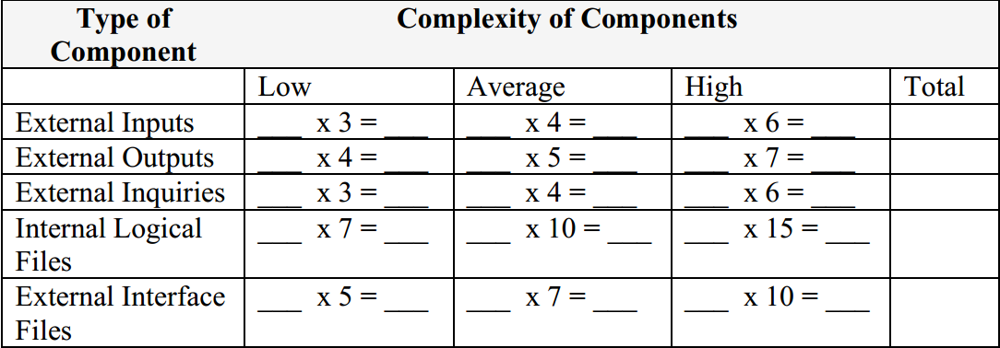 Type of Component Complexity of Components
Low Average High Total
External Inputs ___ x 3 = ___ ___ x 4 = ___ ___ x 6 = ___
External Outputs ___ x 4 = ___ ___ x 5 = ___ ___ x 7 = ___
External Inquiries ___ x 3 = ___ ___ x 4 = ___ ___ x 6 = ___
Internal Logical Files ___ x 7 = ___ ___ x 10 = ___ ___ x 15 = ___
External Interface Files ___ x 5 = ___ ___ x 7 = ___ ___ x 10 = ___